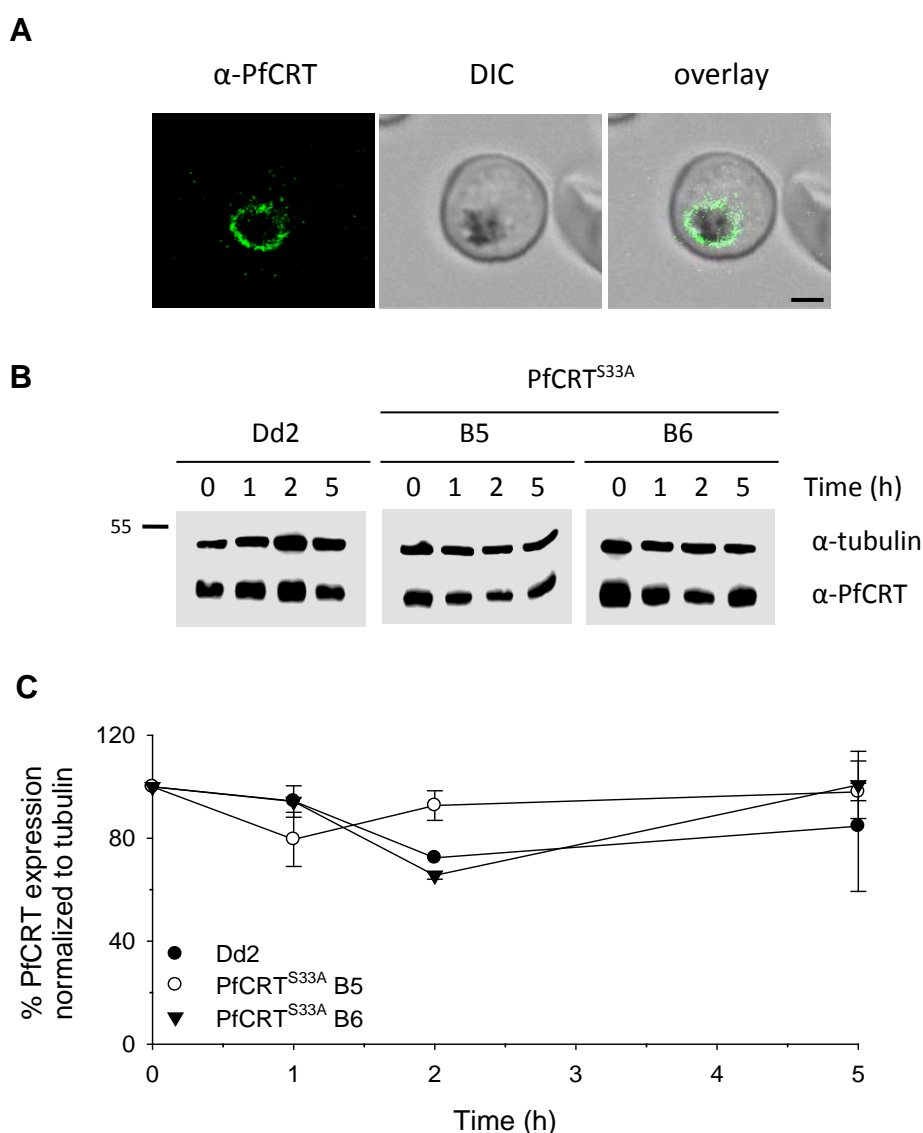 A
α-PfCRT DIC overlay
B
PfCRT^S33A
Dd2 B5 B6
0 1 2 5 0 1 2 5 0 1 2 5 Time (h)
55
α-tubulin
α-PfCRT
C
120
80
40
0
% PfCRT expression
normalized to tubulin
Dd2
PfCRT^S33A B5
PfCRT^S33A B6
0 1 2 3 4 5
Time (h)